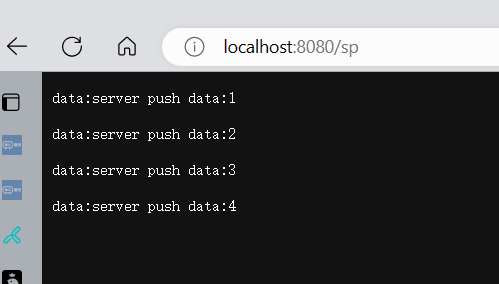 localhost:8080/sp
data:server push data:1
data:server push data:2
data:server push data:3
data:server push data:4